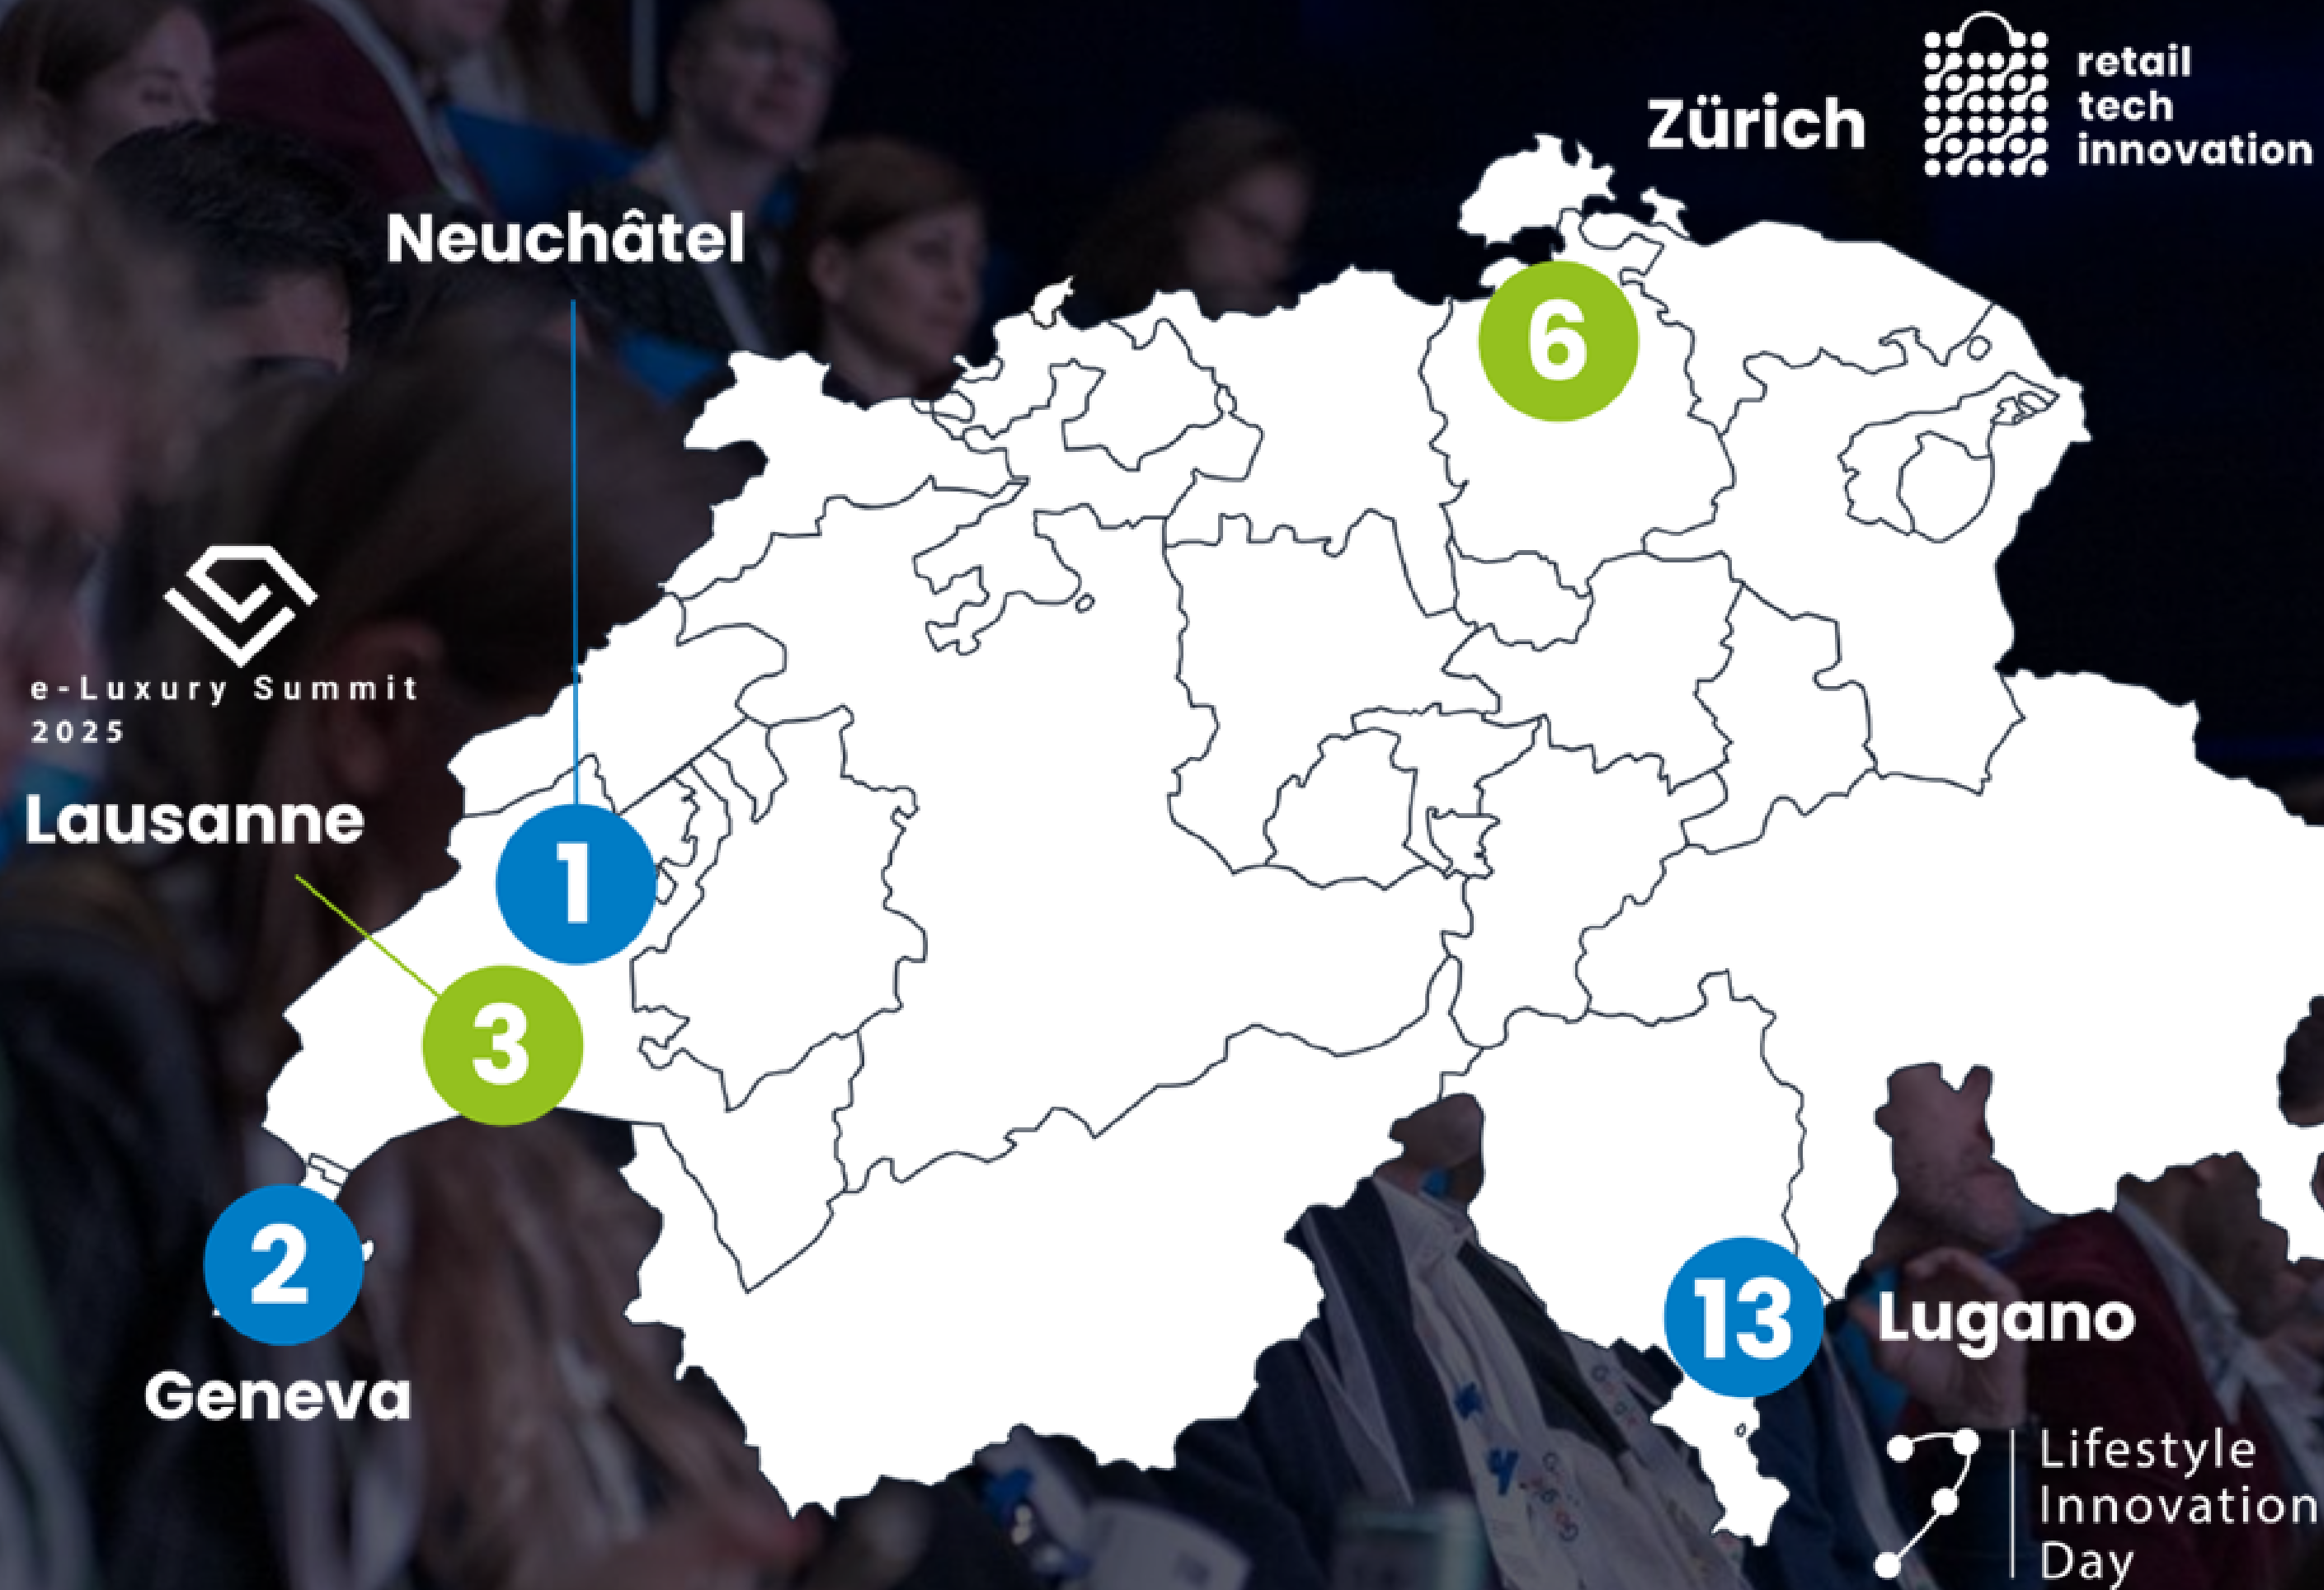 Zürich
retail
tech
innovation
6
Neuchâtel
1
e-Luxury Summit
2025
Lausanne
3
2
Geneva
13
Lugano
Lifestyle
Innovation
Day